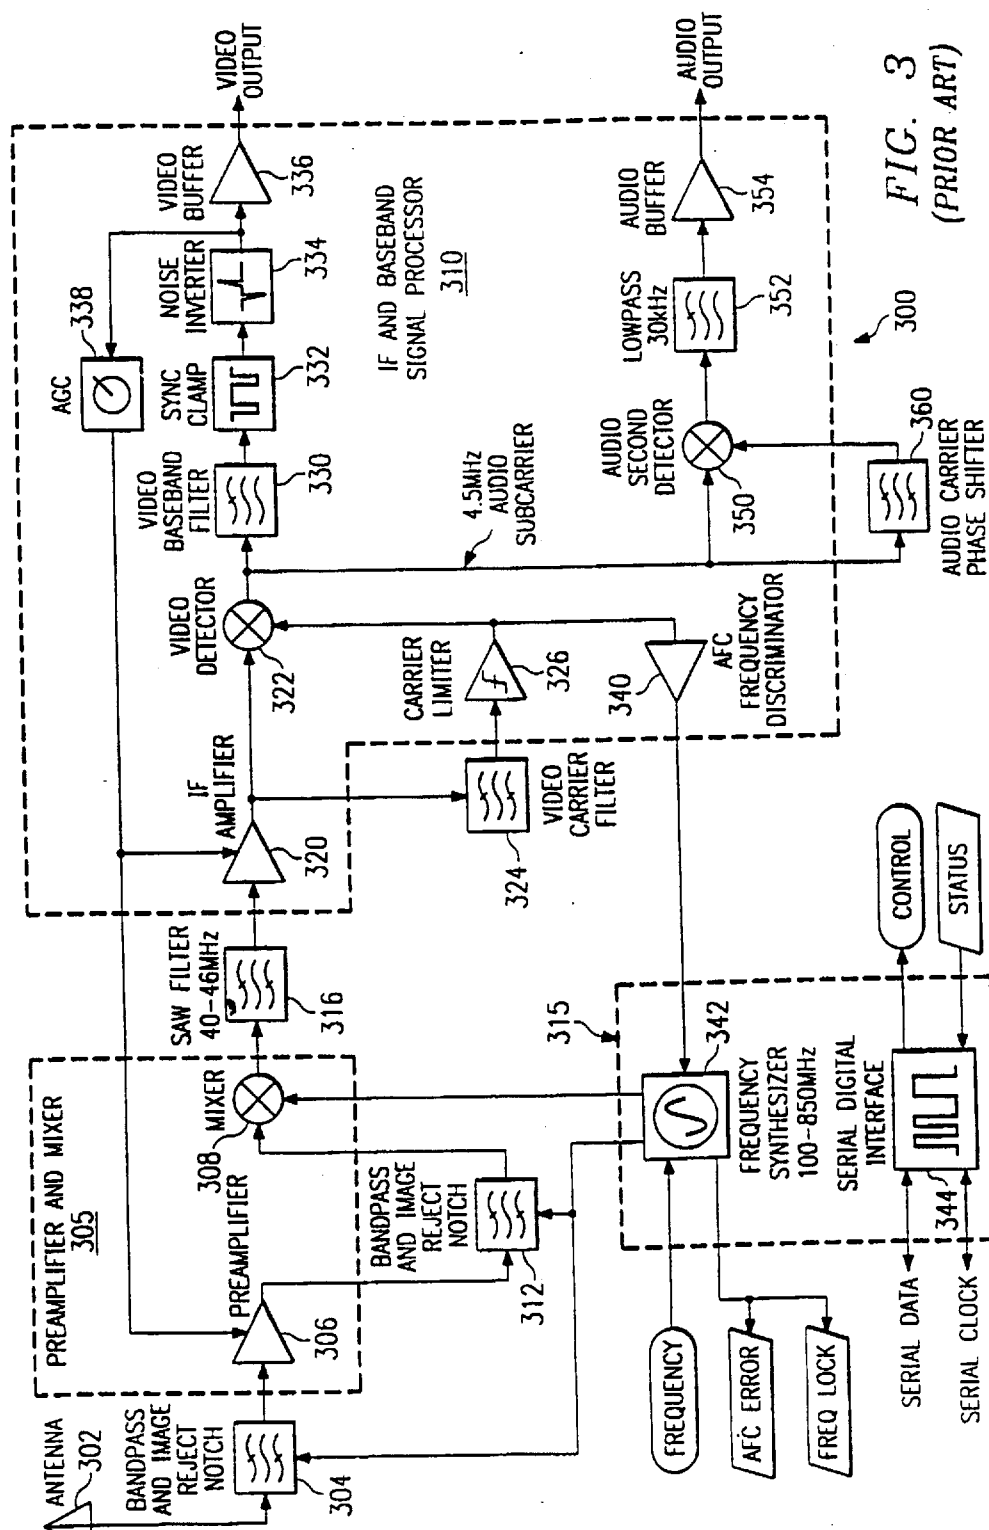 ANTENNA
302
BANDPASS
AND IMAGE
REJECT
NOTCH
304
PREAMPLIFIER AND MIXER
305
PREAMPLIFIER
306
MIXER
308
BANDPASS
AND IMAGE
REJECT
NOTCH
312
SAW FILTER
40-46MHz
316
IF
AMPLIFIER
320
VIDEO
DETECTOR
322
VIDEO
CARRIER
FILTER
324
CARRIER
LIMITER
326
AGC
338
VIDEO
BASEBAND
FILTER
330
SYNC
CLAMP
332
NOISE
INVERTER
334
VIDEO
BUFFER
336
VIDEO
OUTPUT
IF AND BASEBAND
SIGNAL PROCESSOR
310
4.5MHz
AUDIO
SUBCARRIER
340
AFC
FREQUENCY
DISCRIMINATOR
AUDIO
SECOND
DETECTOR
350
LOWPASS
30kHz
352
AUDIO
BUFFER
354
AUDIO
OUTPUT
360
AUDIO CARRIER
PHASE SHIFTER
300
FREQUENCY
AFC ERROR
FREQ LOCK
315
342
FREQUENCY
SYNTHESIZER
100-850MHz
SERIAL DIGITAL
INTERFACE
344
SERIAL DATA
SERIAL CLOCK
CONTROL
STATUS
FIG. 3
(PRIOR ART)